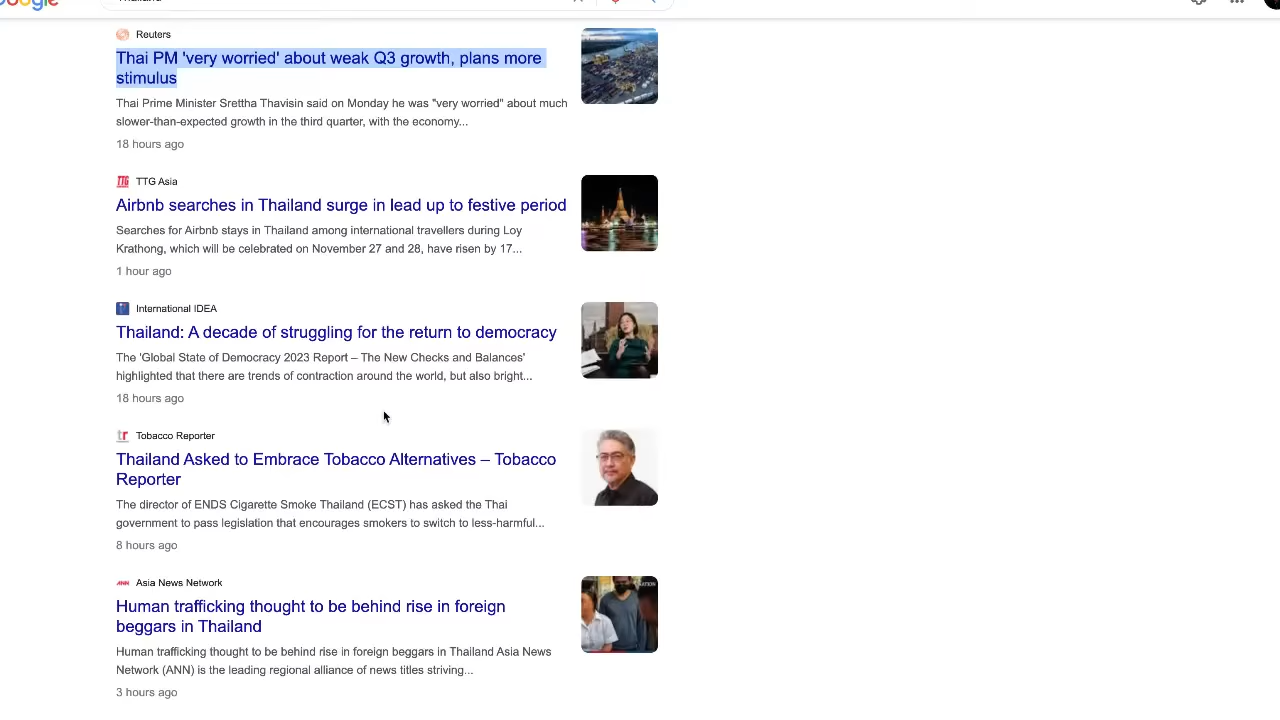 Reuters
Thai PM 'very worried' about weak Q3 growth, plans more
stimulus
Thai Prime Minister Srettha Thavisin said on Monday he was "very worried" about much
slower-than-expected growth in the third quarter, with the economy...
18 hours ago
TTG Asia
Airbnb searches in Thailand surge in lead up to festive period
Searches for Airbnb stays in Thailand among international travellers during Loy
Krathong, which will be celebrated on November 27 and 28, have risen by 17...
1 hour ago
International IDEA
Thailand: A decade of struggling for the return to democracy
The 'Global State of Democracy 2023 Report – The New Checks and Balances'
highlighted that there are trends of contraction around the world, but also bright...
18 hours ago
tr Tobacco Reporter
Thailand Asked to Embrace Tobacco Alternatives – Tobacco
Reporter
The director of ENDS Cigarette Smoke Thailand (ECST) has asked the Thai
government to pass legislation that encourages smokers to switch to less-harmful...
8 hours ago
ANN Asia News Network
Human trafficking thought to be behind rise in foreign
beggars in Thailand
Human trafficking thought to be behind rise in foreign beggars in Thailand Asia News
Network (ANN) is the leading regional alliance of news titles striving...
3 hours ago